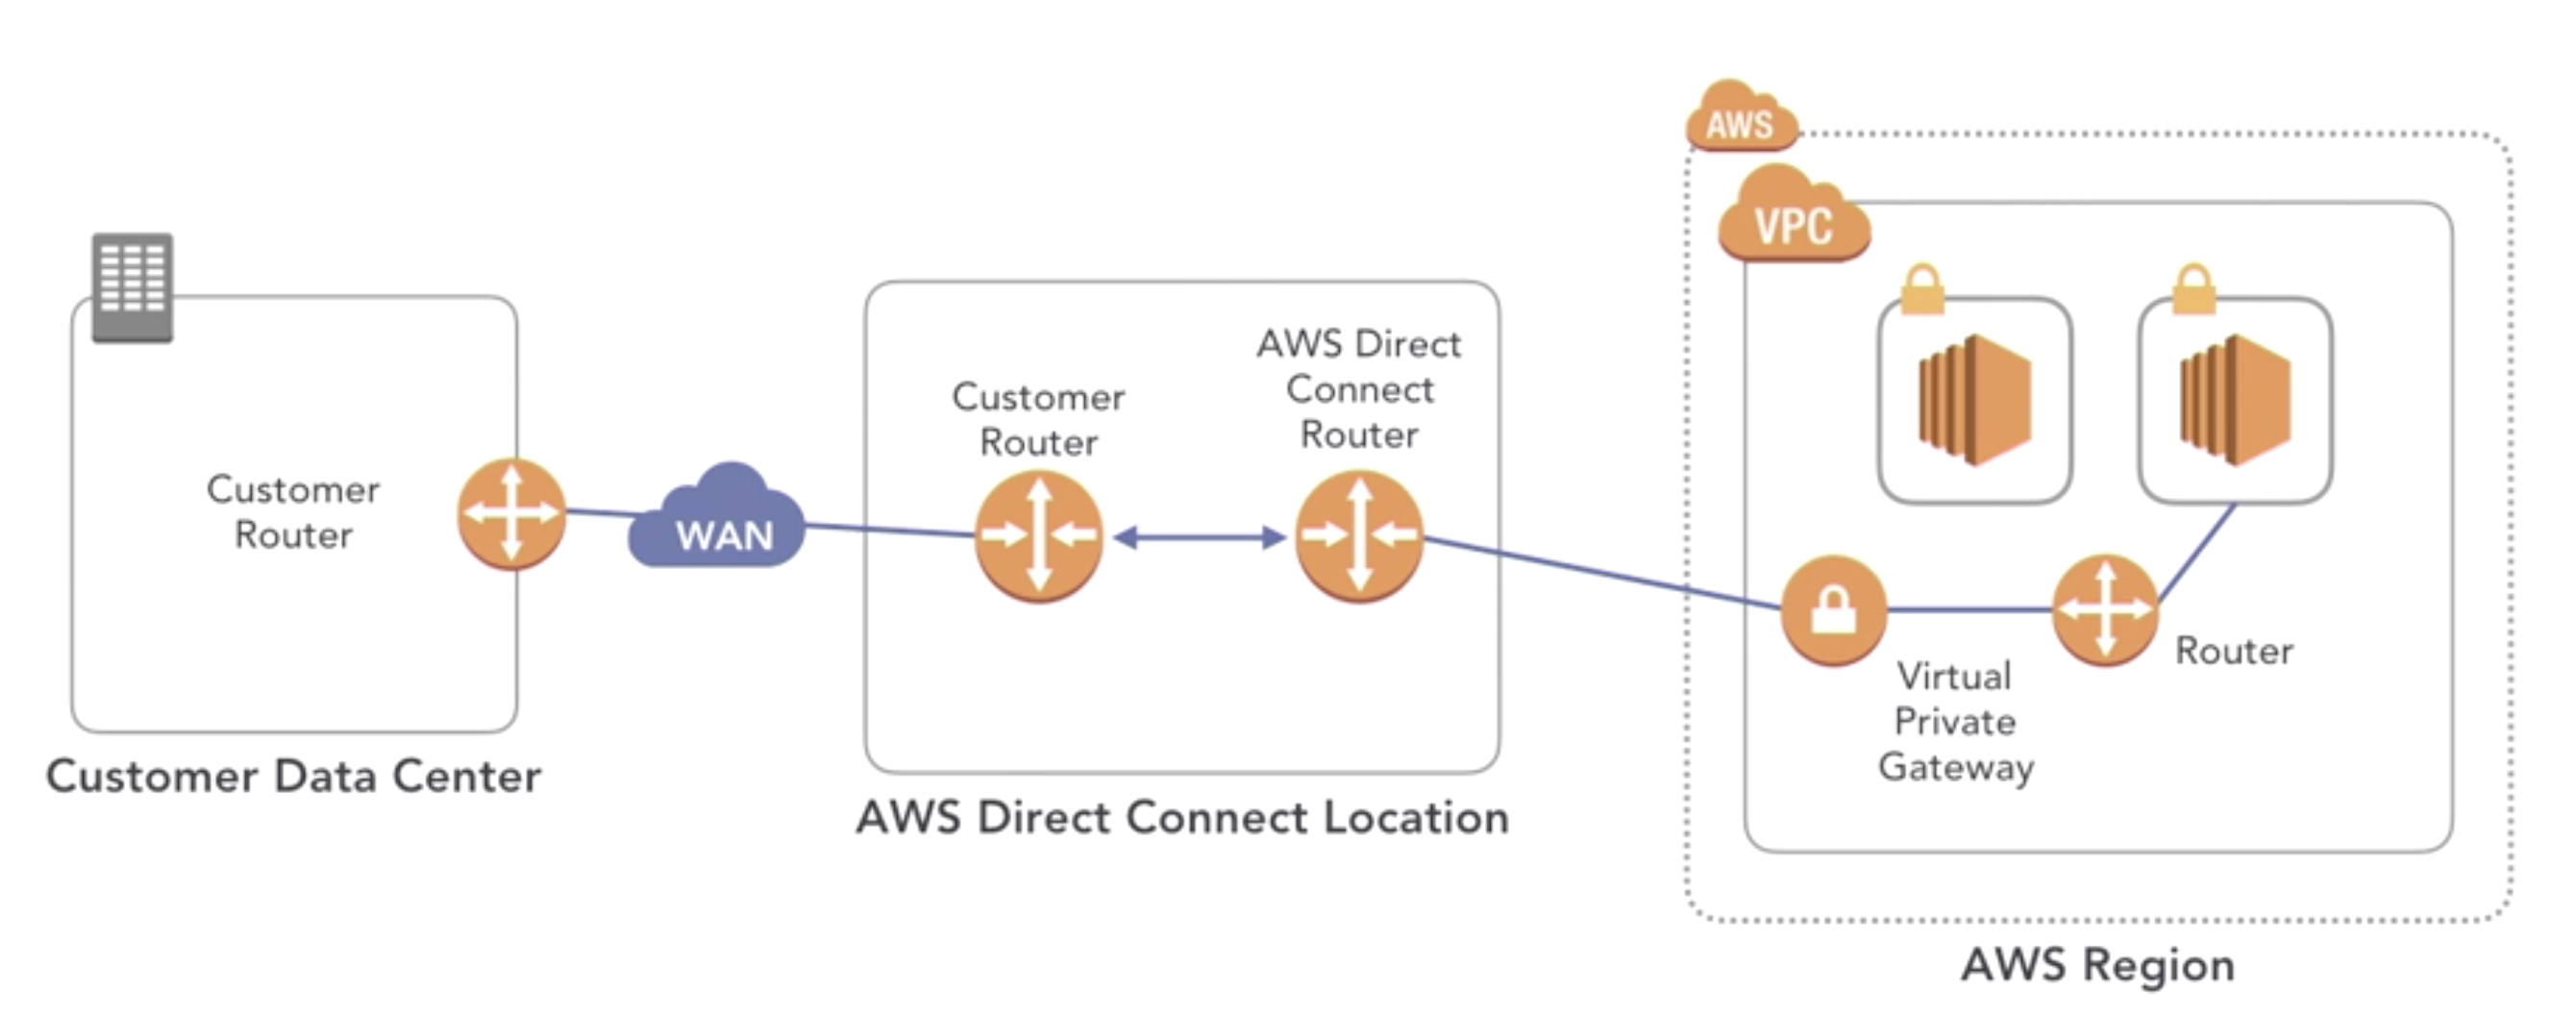 AWS
VPC
AWS Direct
Connect
Router
Customer
Router
Customer
Router
WAN
Router
Virtual
Private
Gateway
Customer Data Center
AWS Direct Connect Location
AWS Region